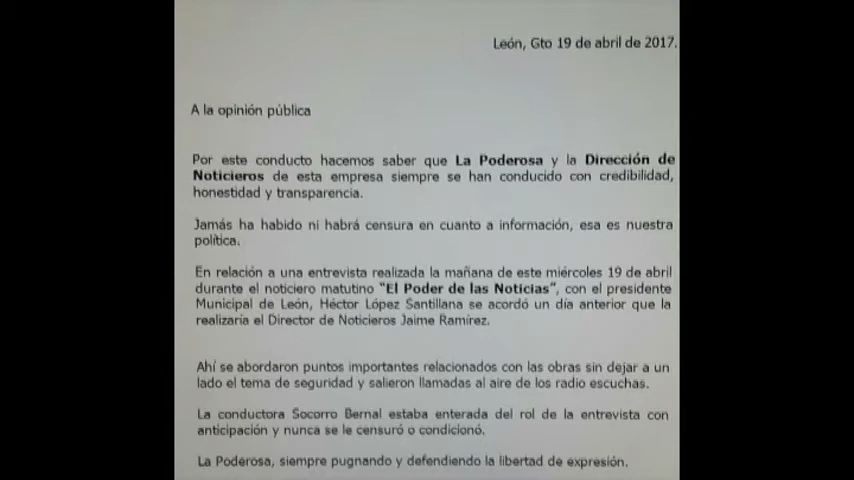 León, Gto 19 de abril de 2017.
A la opinión pública
Por este conducto hacemos saber que La Poderosa y la Dirección de
Noticieros de esta empresa siempre se han conducido con credibilidad,
honestidad y transparencia.
Jamás ha habido ni habrá censura en cuanto a información, esa es nuestra
política.
En relación a una entrevista realizada la mañana de este miércoles 19 de abril
durante el noticiero matutino "El Poder de las Noticias", con el presidente
Municipal de León, Héctor López Santillana se acordó un día anterior que la
realizaría el Director de Noticieros Jaime Ramírez.
Ahí se abordaron puntos importantes relacionados con las obras sin dejar a un
lado el tema de seguridad y salieron llamadas al aire de los radio escuchas.
La conductora Socorro Bernal estaba enterada del rol de la entrevista con
anticipación y nunca se le censuró o condicionó.
La Poderosa, siempre pugnando y defendiendo la libertad de expresión.